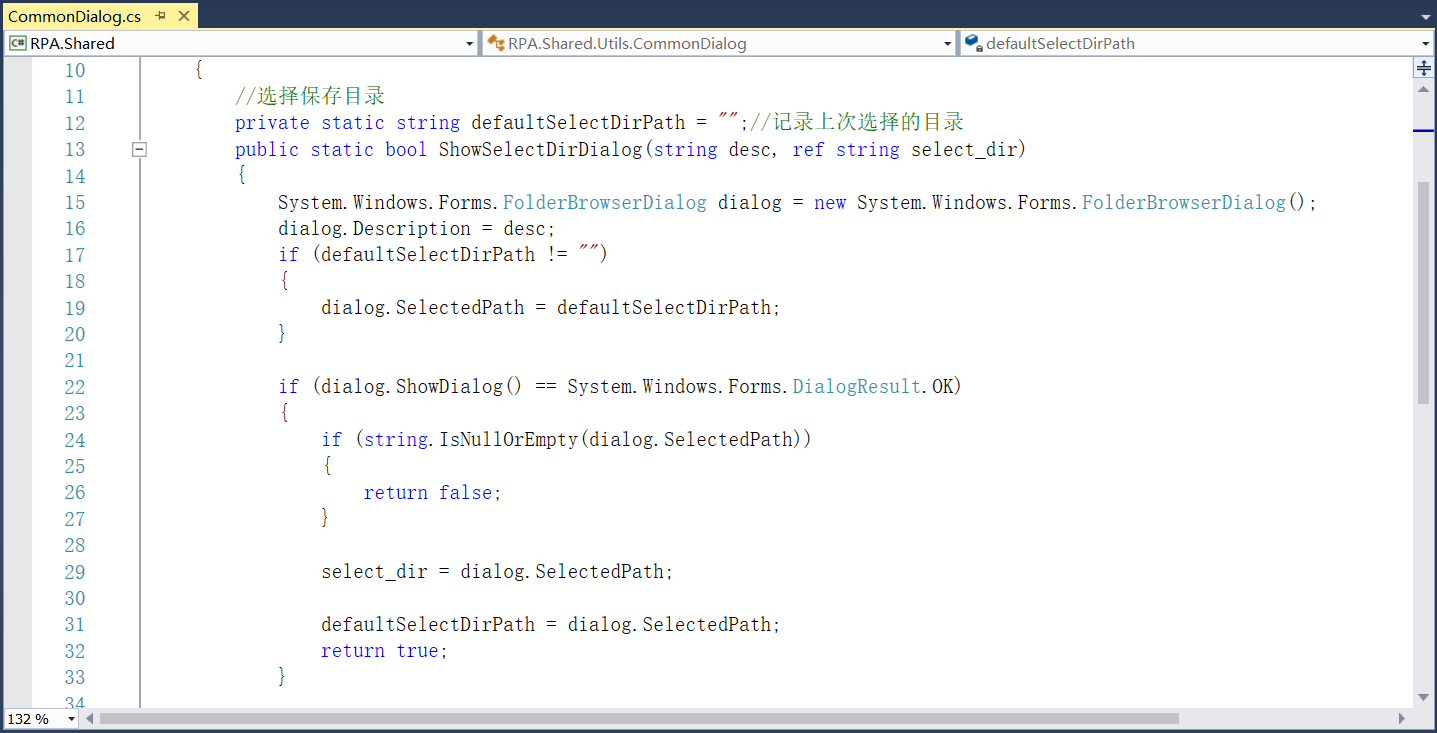 CommonDialog.cs
RPA.Shared RPA.Shared.Utils.CommonDialog defaultSelectDirPath
10 {
11 //选择保存目录
12 private static string defaultSelectDirPath = "";//记录上次选择的目录
13 public static bool ShowSelectDirDialog(string desc, ref string select_dir)
14 {
15 System.Windows.Forms.FolderBrowserDialog dialog = new System.Windows.Forms.FolderBrowserDialog();
16 dialog.Description = desc;
17 if (defaultSelectDirPath != "")
18 {
19 dialog.SelectedPath = defaultSelectDirPath;
20 }
21
22 if (dialog.ShowDialog() == System.Windows.Forms.DialogResult.OK)
23 {
24 if (string.IsNullOrEmpty(dialog.SelectedPath))
25 {
26 return false;
27 }
28
29 select_dir = dialog.SelectedPath;
30
31 defaultSelectDirPath = dialog.SelectedPath;
32 return true;
33 }
34
132 %